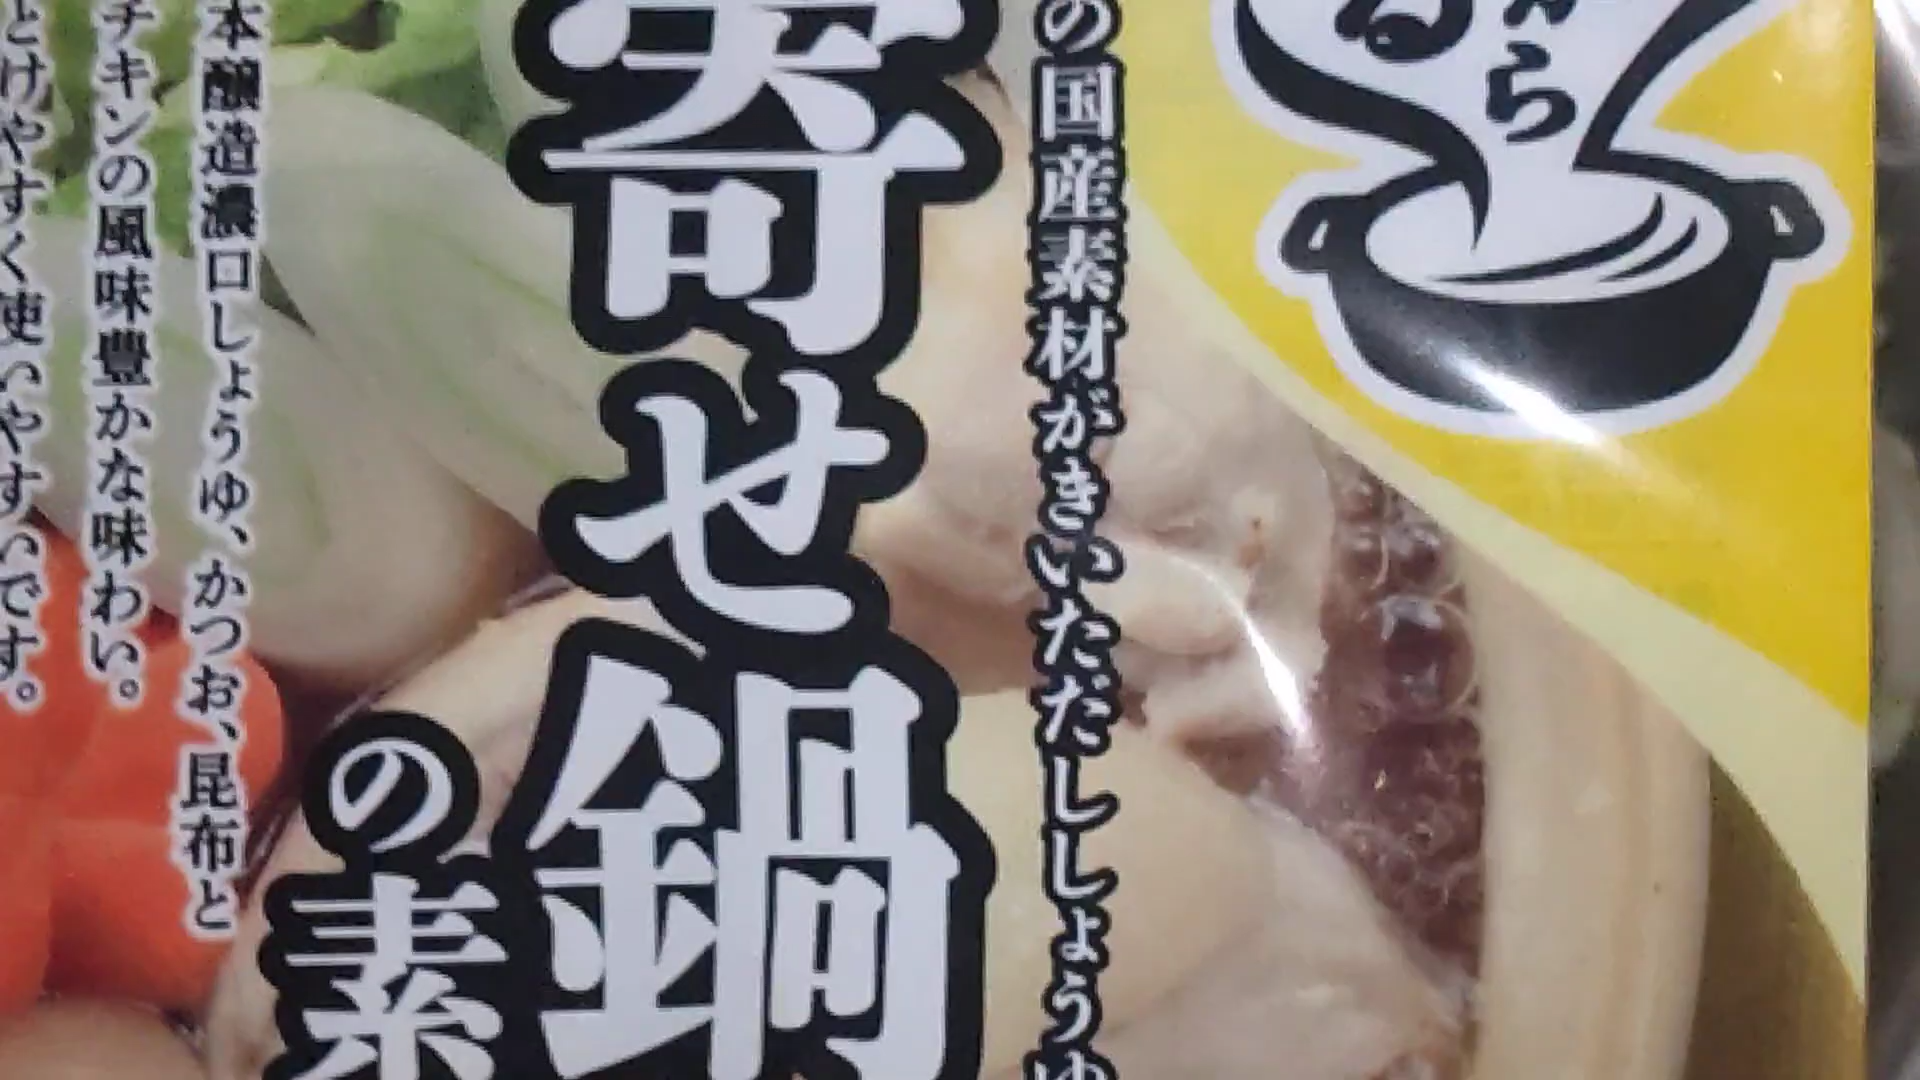 ら
の国産素材がきいただししょうゆ
寄せ鍋
の素
本醸造濃口しょうゆ、かつお、昆布と
チキンの風味豊かな味わい。
とけやすく使いやすいです。